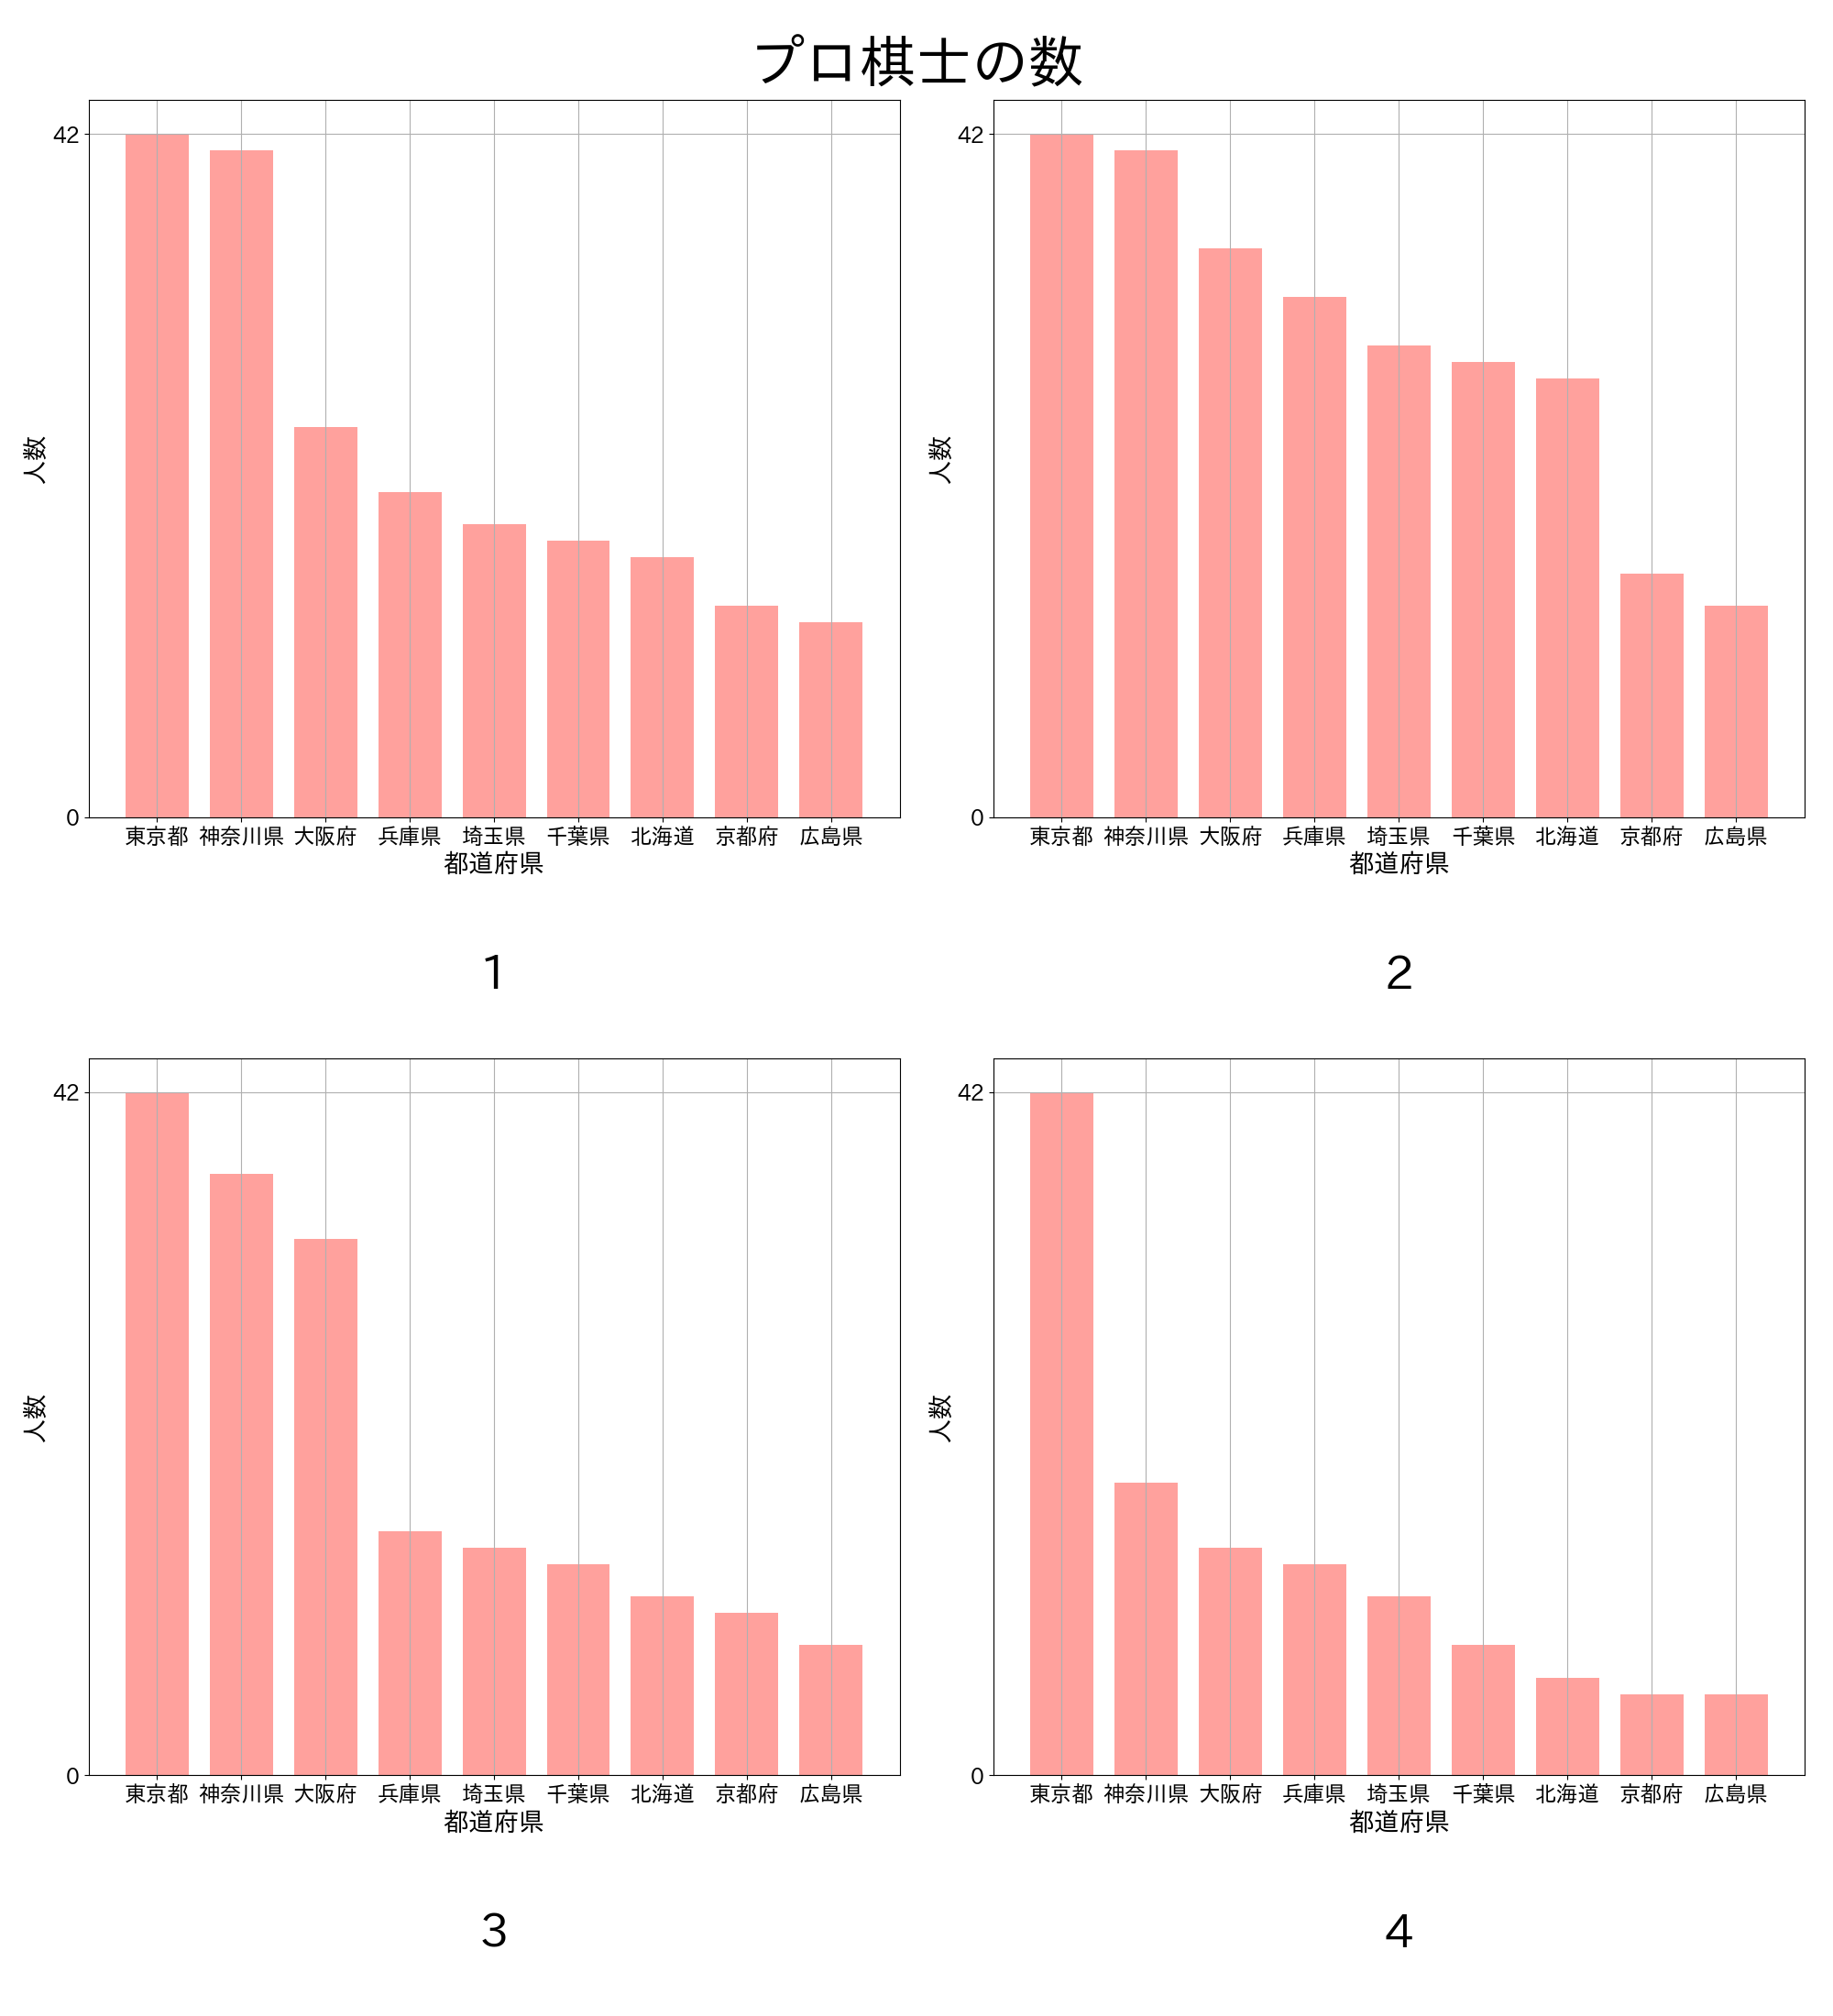 プロ棋士の数
42
0
人数
東京都 神奈川県 大阪府 兵庫県 埼玉県 千葉県 北海道 京都府 広島県
都道府県
1
42
0
人数
東京都 神奈川県 大阪府 兵庫県 埼玉県 千葉県 北海道 京都府 広島県
都道府県
2
42
0
人数
東京都 神奈川県 大阪府 兵庫県 埼玉県 千葉県 北海道 京都府 広島県
都道府県
3
42
0
人数
東京都 神奈川県 大阪府 兵庫県 埼玉県 千葉県 北海道 京都府 広島県
都道府県
4